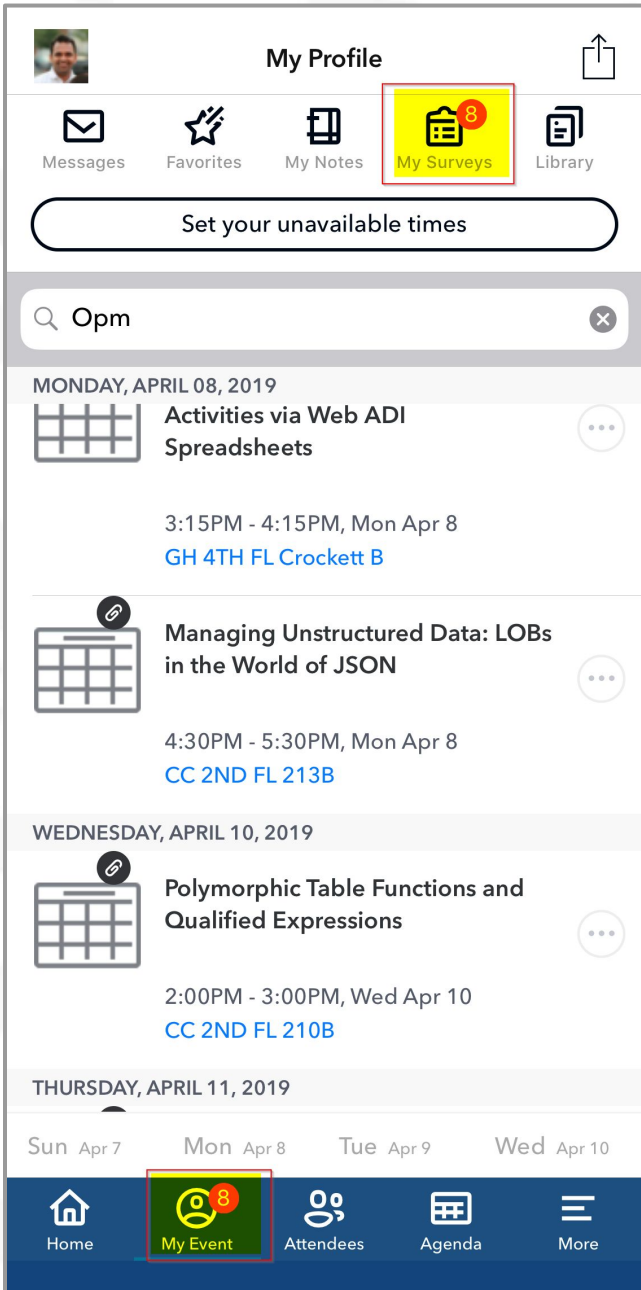 My Profile
8
Messages Favorites My Notes My Surveys Library
Set your unavailable times
Opm
MONDAY, APRIL 08, 2019
Activities via Web ADI
Spreadsheets
3:15PM - 4:15PM, Mon Apr 8
GH 4TH FL Crockett B
Managing Unstructured Data: LOBs
in the World of JSON
4:30PM - 5:30PM, Mon Apr 8
CC 2ND FL 213B
WEDNESDAY, APRIL 10, 2019
Polymorphic Table Functions and
Qualified Expressions
2:00PM - 3:00PM, Wed Apr 10
CC 2ND FL 210B
THURSDAY, APRIL 11, 2019
Sun Apr 7 Mon Apr 8 Tue Apr 9 Wed Apr 10
8
Home My Event Attendees Agenda More